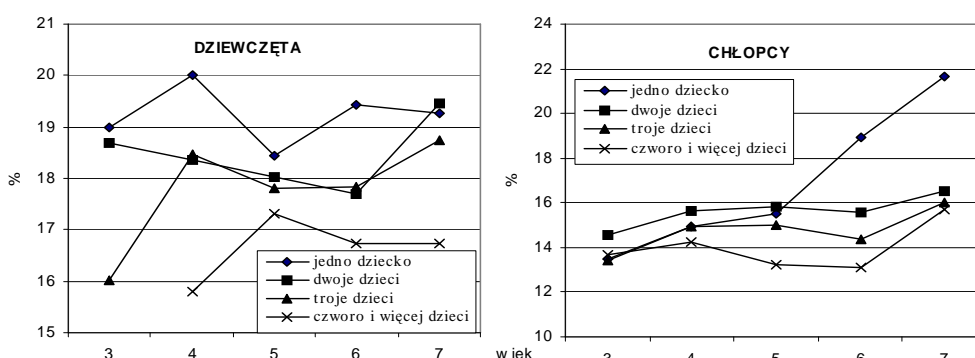 DZIEWCZĘTA
21
20
19
18
17
16
15
%
jedno dziecko
dwoje dzieci
troje dzieci
czworo i więcej dzieci
3 4 5 6 7
wiek
CHŁOPCY
24
22
20
18
16
14
12
10
%
jedno dziecko
dwoje dzieci
troje dzieci
czworo i więcej dzieci
3 4 5 6 7